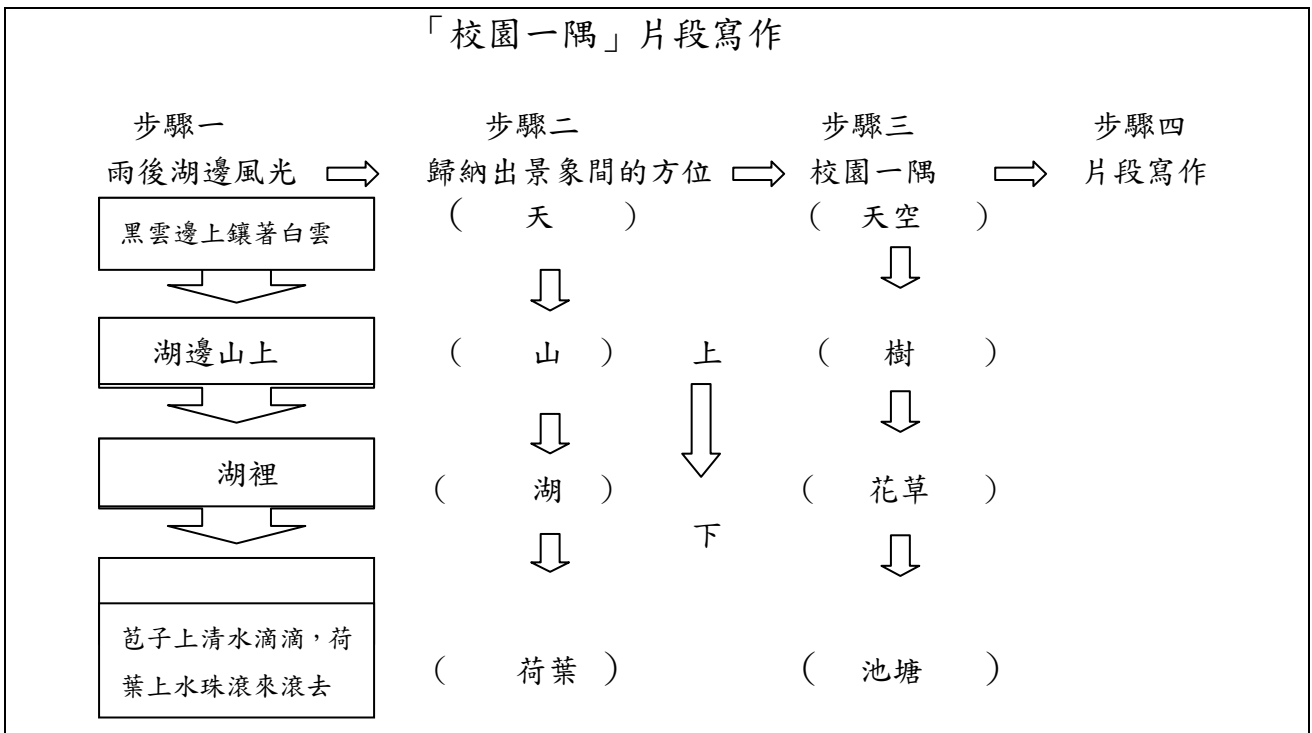 「校園一隅」片段寫作
步驟一 步驟二 步驟三 步驟四
雨後湖邊風光 歸納出景象間的方位 校園一隅 片段寫作
黑雲邊上鑲著白雲 ( 天 ) ( 天空 )
湖邊山上 ( 山 ) 上 ( 樹 )
湖裡 ( 湖 ) ( 花草 )
下
苞子上清水滴滴,荷
葉上水珠滾來滾去
( 荷葉 ) ( 池塘 )